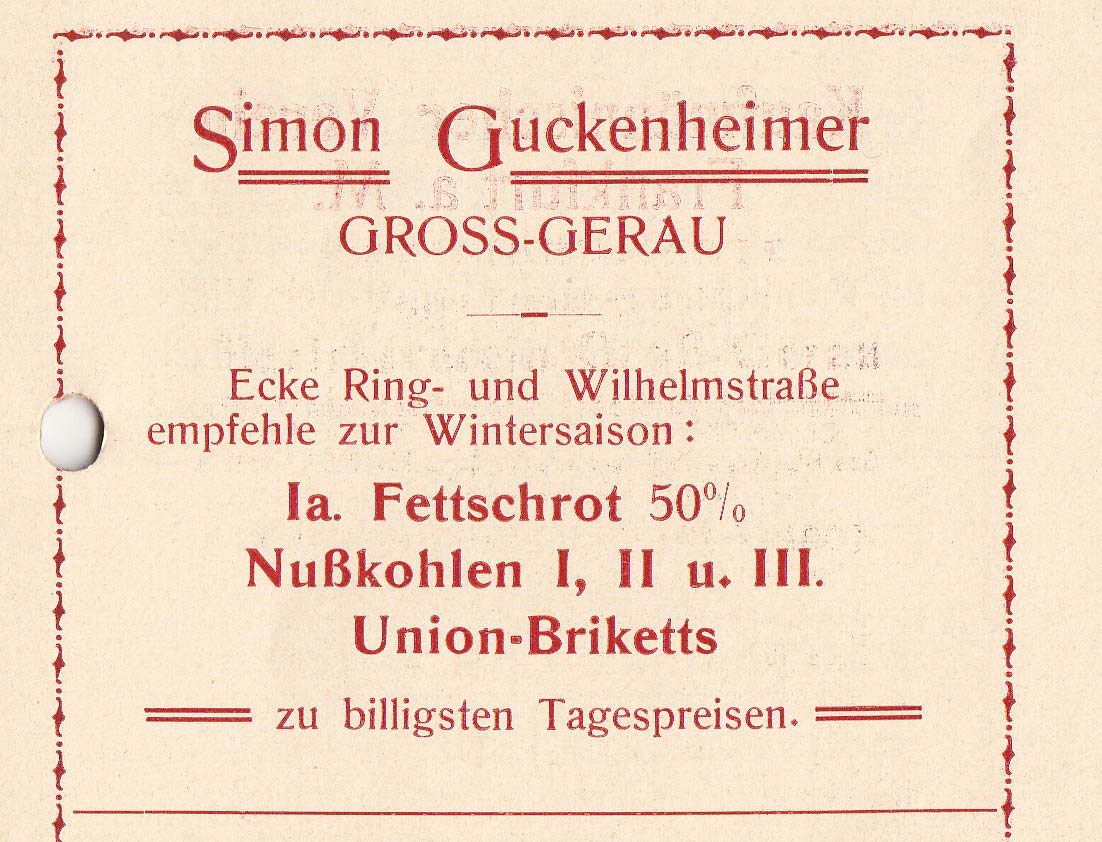 Simon Guckenheimer
GROSS-GERAU
Ecke Ring- und Wilhelmstraße
empfehle zur Wintersaison:
Ia. Fettschrot 50%
Nußkohlen I, II u. III.
Union-Briketts
zu billigsten Tagespreisen.